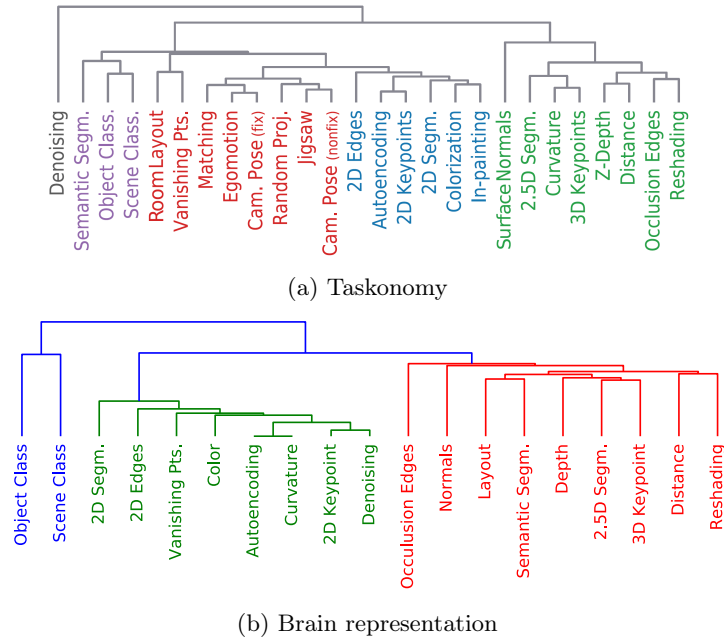 Denoising
Semantic Segm.
Object Class.
Scene Class.
Room Layout
Vanishing Pts.
Matching
Egomotion
Cam. Pose (fix)
Random Proj.
Jigsaw
Cam. Pose (nonfix)
2D Edges
Autoencoding
2D Keypoints
2D Segm.
Colorization
In-painting
Surface Normals
2.5D Segm.
Curvature
3D Keypoints
Z-Depth
Distance
Occlusion Edges
Reshading
(a) Taskonomy
Object Class
Scene Class
2D Segm.
2D Edges
Vanishing Pts.
Color
Autoencoding
Curvature
2D Keypoint
Denoising
Occulusion Edges
Normals
Layout
Semantic Segm.
Depth
2.5D Segm.
3D Keypoint
Distance
Reshading
(b) Brain representation